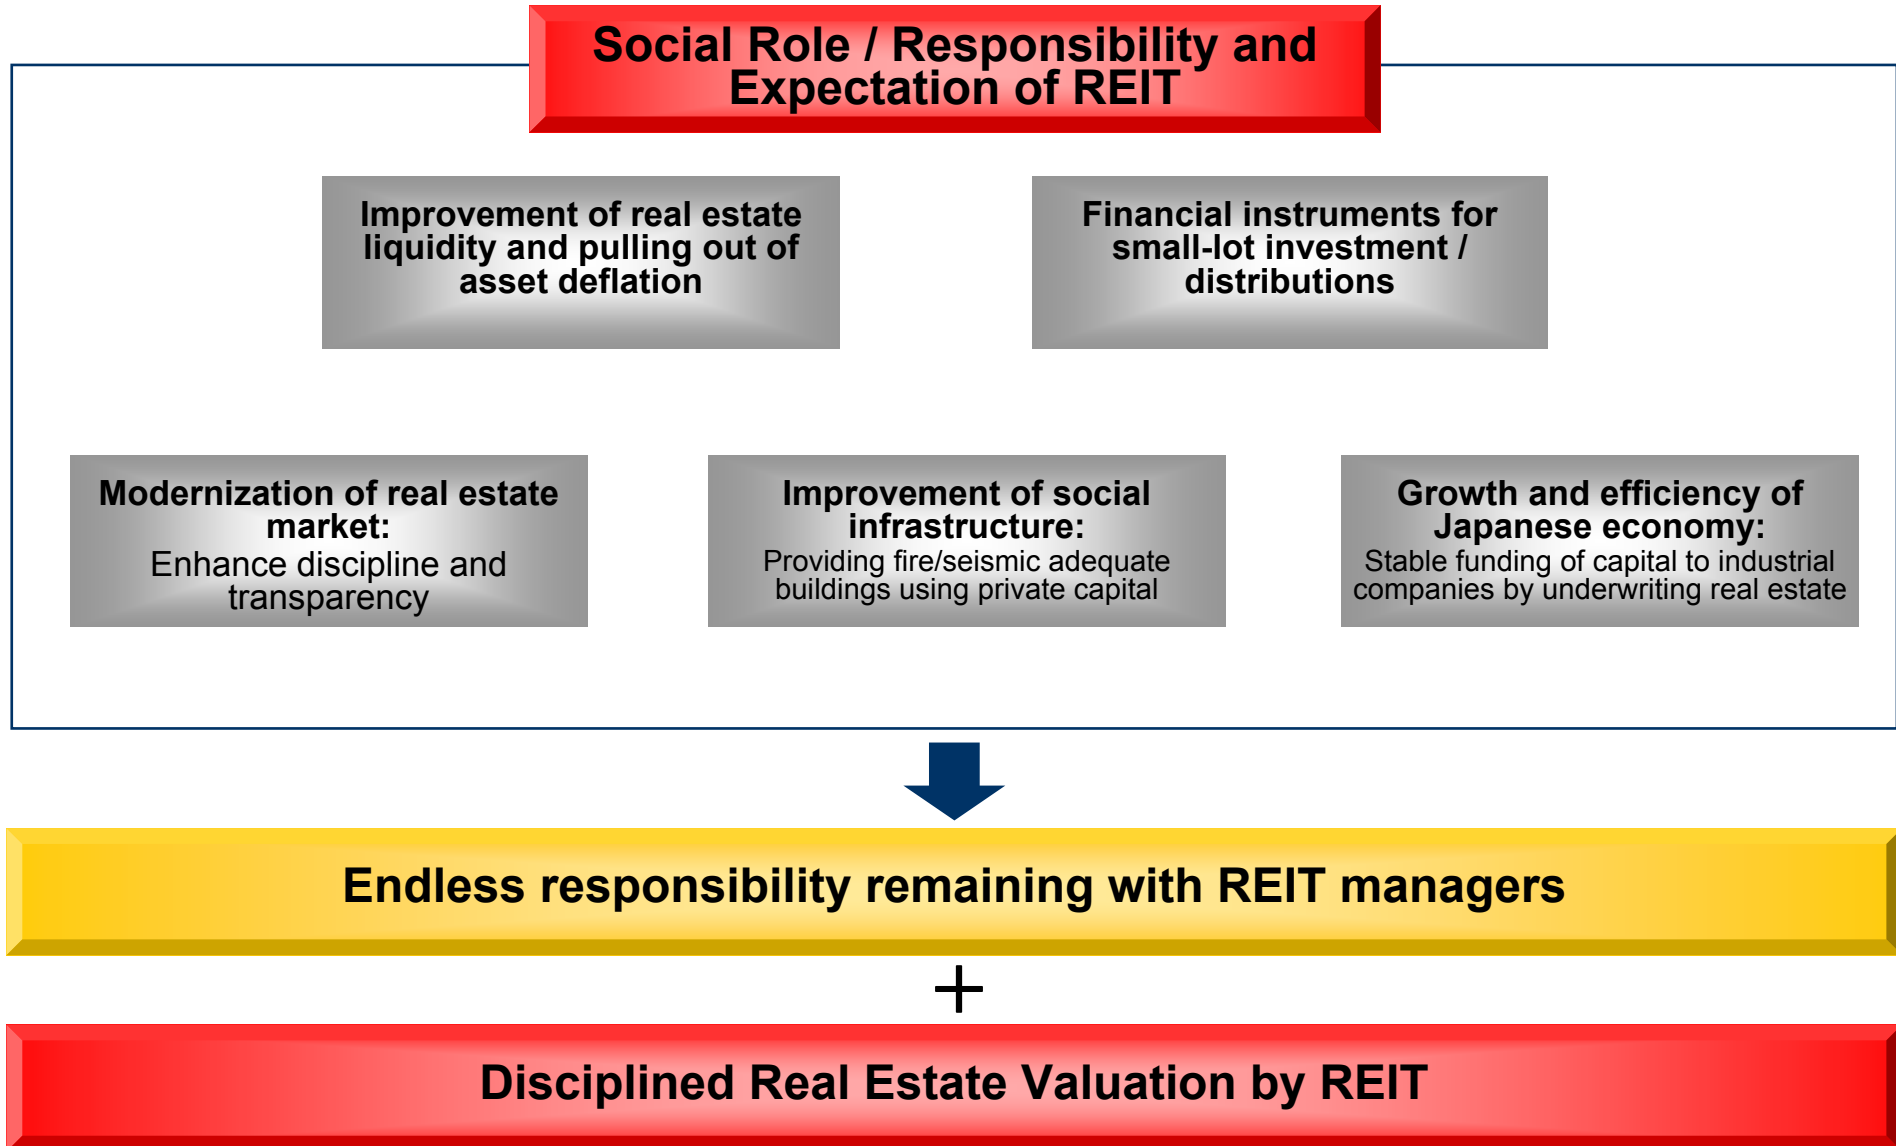 Social Role / Responsibility and
Expectation of REIT
Improvement of real estate
liquidity and pulling out of
asset deflation
Financial instruments for
small-lot investment /
distributions
Modernization of real estate
market:
Enhance discipline and
transparency
Improvement of social
infrastructure:
Providing fire/seismic adequate
buildings using private capital
Growth and efficiency of
Japanese economy:
Stable funding of capital to industrial
companies by underwriting real estate
Endless responsibility remaining with REIT managers
+
Disciplined Real Estate Valuation by REIT